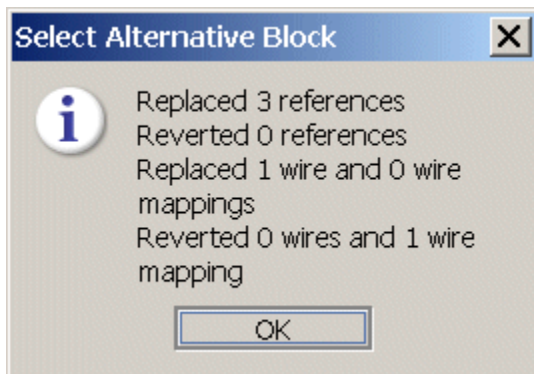 Select Alternative Block
Replaced 3 references
Reverted 0 references
Replaced 1 wire and 0 wire
mappings
Reverted 0 wires and 1 wire
mapping
OK